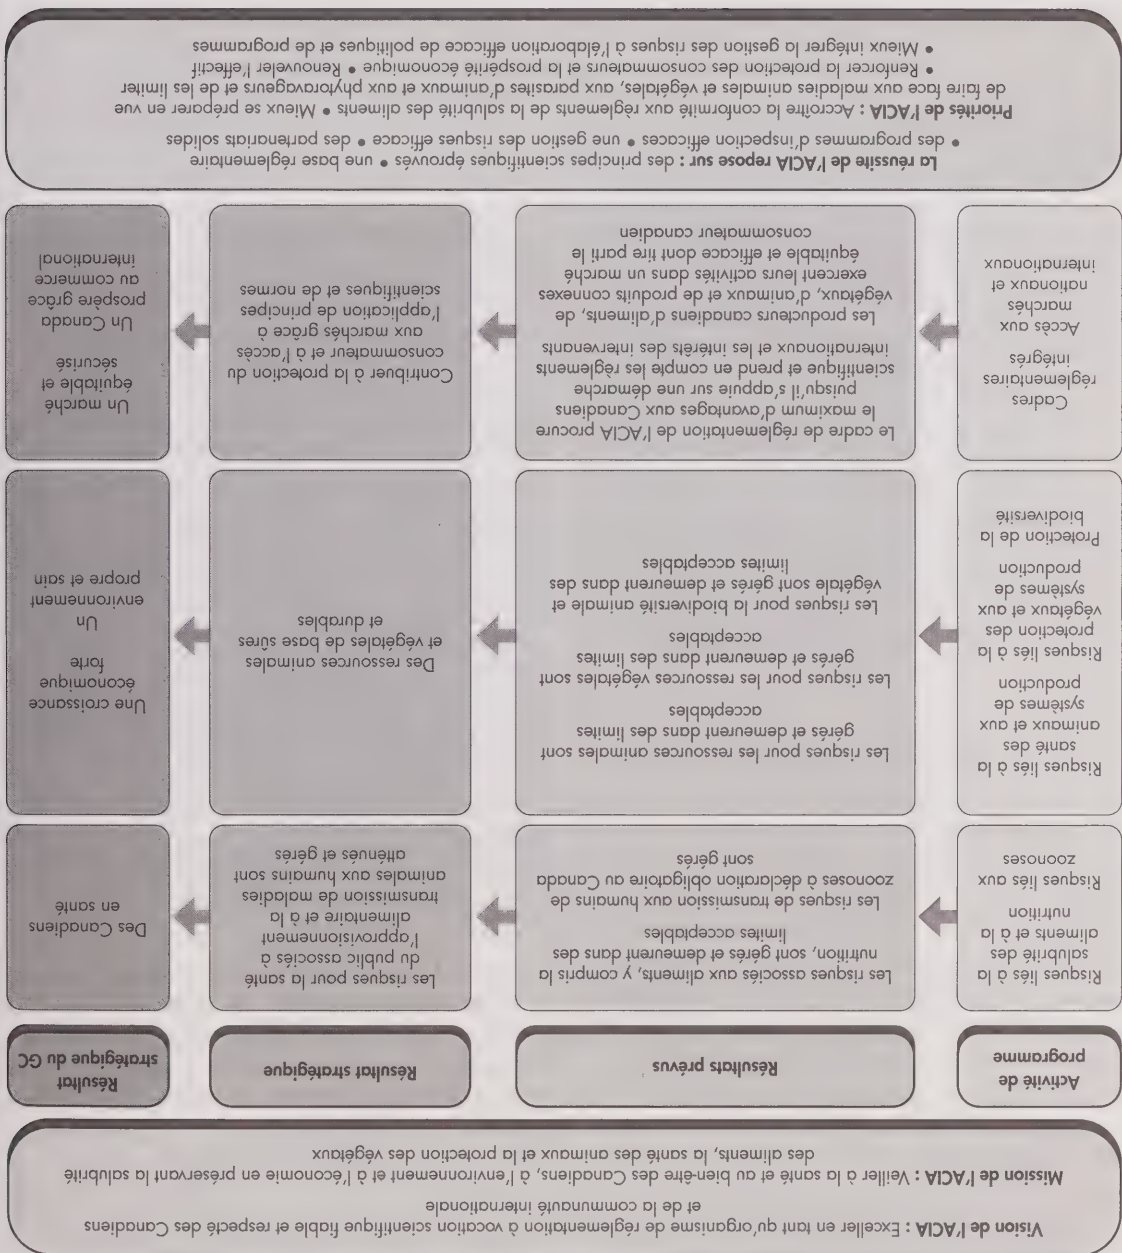 Vision de l'ACIA : Exceller en tant qu'organisme de réglementation à vocation scientifique fiable et respecté des Canadiens
et de la communauté internationale
Mission de l'ACIA : Veiller à la santé et au bien-être des Canadiens, à l'environnement et à l'économie en préservant la salubrité
des aliments, la santé des animaux et la protection des végétaux
Activité de
programme
Résultats prévus
Résultat stratégique
Résultat
stratégique du GC
Risques liés à la
salubrité des
aliments et à la
nutrition
Risques liés aux
zoonoses
Les risques associés aux aliments, y compris la
nutrition, sont gérés et demeurent dans des
limites acceptables
Les risques de transmission aux humains de
zoonoses à déclaration obligatoire au Canada
sont gérés
Les risques pour la santé
du public associés à
l'approvisionnement
alimentaire et à la
transmission de maladies
animales aux humains sont
atténués et gérés
Des Canadiens
en santé
Risques liés à la
santé des
animaux et aux
systèmes de
production
Risques liés à la
protection des
végétaux et aux
systèmes de
production
Protection de la
biodiversité
Les risques pour les ressources animales sont
gérés et demeurent dans des limites
acceptables
Les risques pour les ressources végétales sont
gérés et demeurent dans des limites
acceptables
Les risques pour la biodiversité animale et
végétale sont gérés et demeurent dans des
limites acceptables
Des ressources animales
et végétales de base sûres
et durables
Une croissance
économique
forte
Un
environnement
propre et sain
Cadres
réglementaires
intégrés
Accès aux
marchés
nationaux et
internationaux
Le cadre de réglementation de l'ACIA procure
le maximum d'avantages aux Canadiens
puisqu'il s'appuie sur une démarche
scientifique et prend en compte les règlements
internationaux et les intérêts des intervenants
Les producteurs canadiens d'aliments, de
végétaux, d'animaux et de produits connexes
exercent leurs activités dans un marché
équitable et efficace dont tire parti le
consommateur canadien
Contribuer à la protection du
consommateur et à l'accès
aux marchés grâce à
l'application de principes
scientifiques et de normes
Un marché
équitable et
sécurisé
Un Canada
prospère grâce
au commerce
international
La réussite de l'ACIA repose sur : des principes scientifiques éprouvés • une base réglementaire
• des programmes d'inspection efficaces • une gestion des risques efficace • des partenariats solides
Priorités de l'ACIA : Accroître la conformité aux règlements de la salubrité des aliments • Mieux se préparer en vue
de faire face aux maladies animales et végétales, aux parasites d'animaux et aux phytoravageurs et de les limiter
• Renforcer la protection des consommateurs et la prospérité économique • Renouveler l'effectif
• Mieux intégrer la gestion des risques à l'élaboration efficace de politiques et de programmes